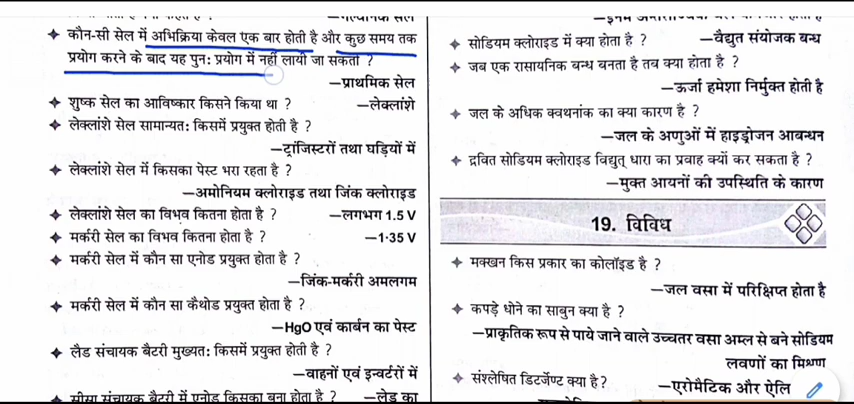 —गैल्वेनिक सेल
कौन-सी सेल में अभिक्रिया केवल एक बार होती है और कुछ समय तक
प्रयोग करने के बाद यह पुन: प्रयोग में नहीं लायी जा सकती ?
—प्राथमिक सेल
शुष्क सेल का आविष्कार किसने किया था ? —लेक्लांशे
लेक्लांशे सेल सामान्यत: किसमें प्रयुक्त होती है ?
—ट्रांजिस्टरों तथा घड़ियों में
लेक्लांशे सेल में किसका पेस्ट भरा रहता है ?
—अमोनियम क्लोराइड तथा जिंक क्लोराइड
लेक्लांशे सेल का विभव कितना होता है ? —लगभग 1.5 V
मर्करी सेल का विभव कितना होता है ? —1·35 V
मर्करी सेल में कौन सा एनोड प्रयुक्त होता है ?
—जिंक-मर्करी अमलगम
मर्करी सेल में कौन सा कैथोड प्रयुक्त होता है ?
—HgO एवं कार्बन का पेस्ट
लैड संचायक बैटरी मुख्यत: किसमें प्रयुक्त होती है ?
—वाहनों एवं इन्वर्टरों में
सीसा संचायक बैटरी में एनोड किसका बना होता है ? —लेड का
सोडियम क्लोराइड में क्या होता है ? —वैद्युत संयोजक बन्ध
जब एक रासायनिक बन्ध बनता है तब क्या होता है ?
—ऊर्जा हमेशा निर्मुक्त होती है
जल के अधिक क्वथनांक का क्या कारण है ?
—जल के अणुओं में हाइड्रोजन आबन्धन
द्रवित सोडियम क्लोराइड विद्युत् धारा का प्रवाह क्यों कर सकता है ?
—मुक्त आयनों की उपस्थिति के कारण
19. विविध
मक्खन किस प्रकार का कोलॉइड है ?
—जल वसा में परिक्षिप्त होता है
कपड़े धोने का साबुन क्या है ?
—प्राकृतिक रूप से पाये जाने वाले उच्चतर वसा अम्ल से बने सोडियम
लवणों का मिश्रण
संश्लेषित डिटर्जेण्ट क्या है ? —एरोमैटिक और ऐलि